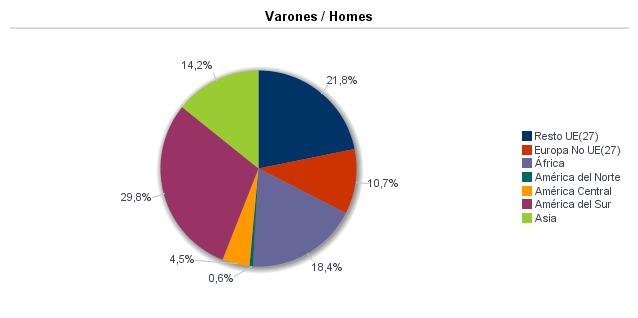 Varones / Homes
14,2%
21,8%
10,7%
29,8%
4,5%
0,6%
18,4%
Resto UE(27)
Europa No UE(27)
África
América del Norte
América Central
América del Sur
Asia